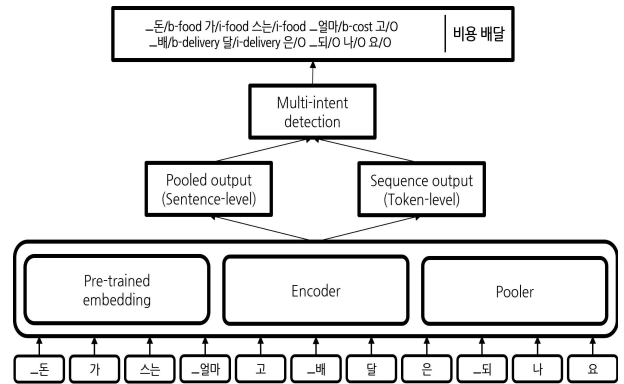 _돈/b-food 가/i-food 스는/i-food _얼마/b-cost 고/O
_배/b-delivery 달/i-delivery 은/O _되/O 나/O 요/O
비용 배달
Multi-intent
detection
Pooled output
(Sentence-level)
Sequence output
(Token-level)
Pre-trained
embedding
Encoder
Pooler
_돈 가 스는 _얼마 고 _배 달 은 _되 나 요